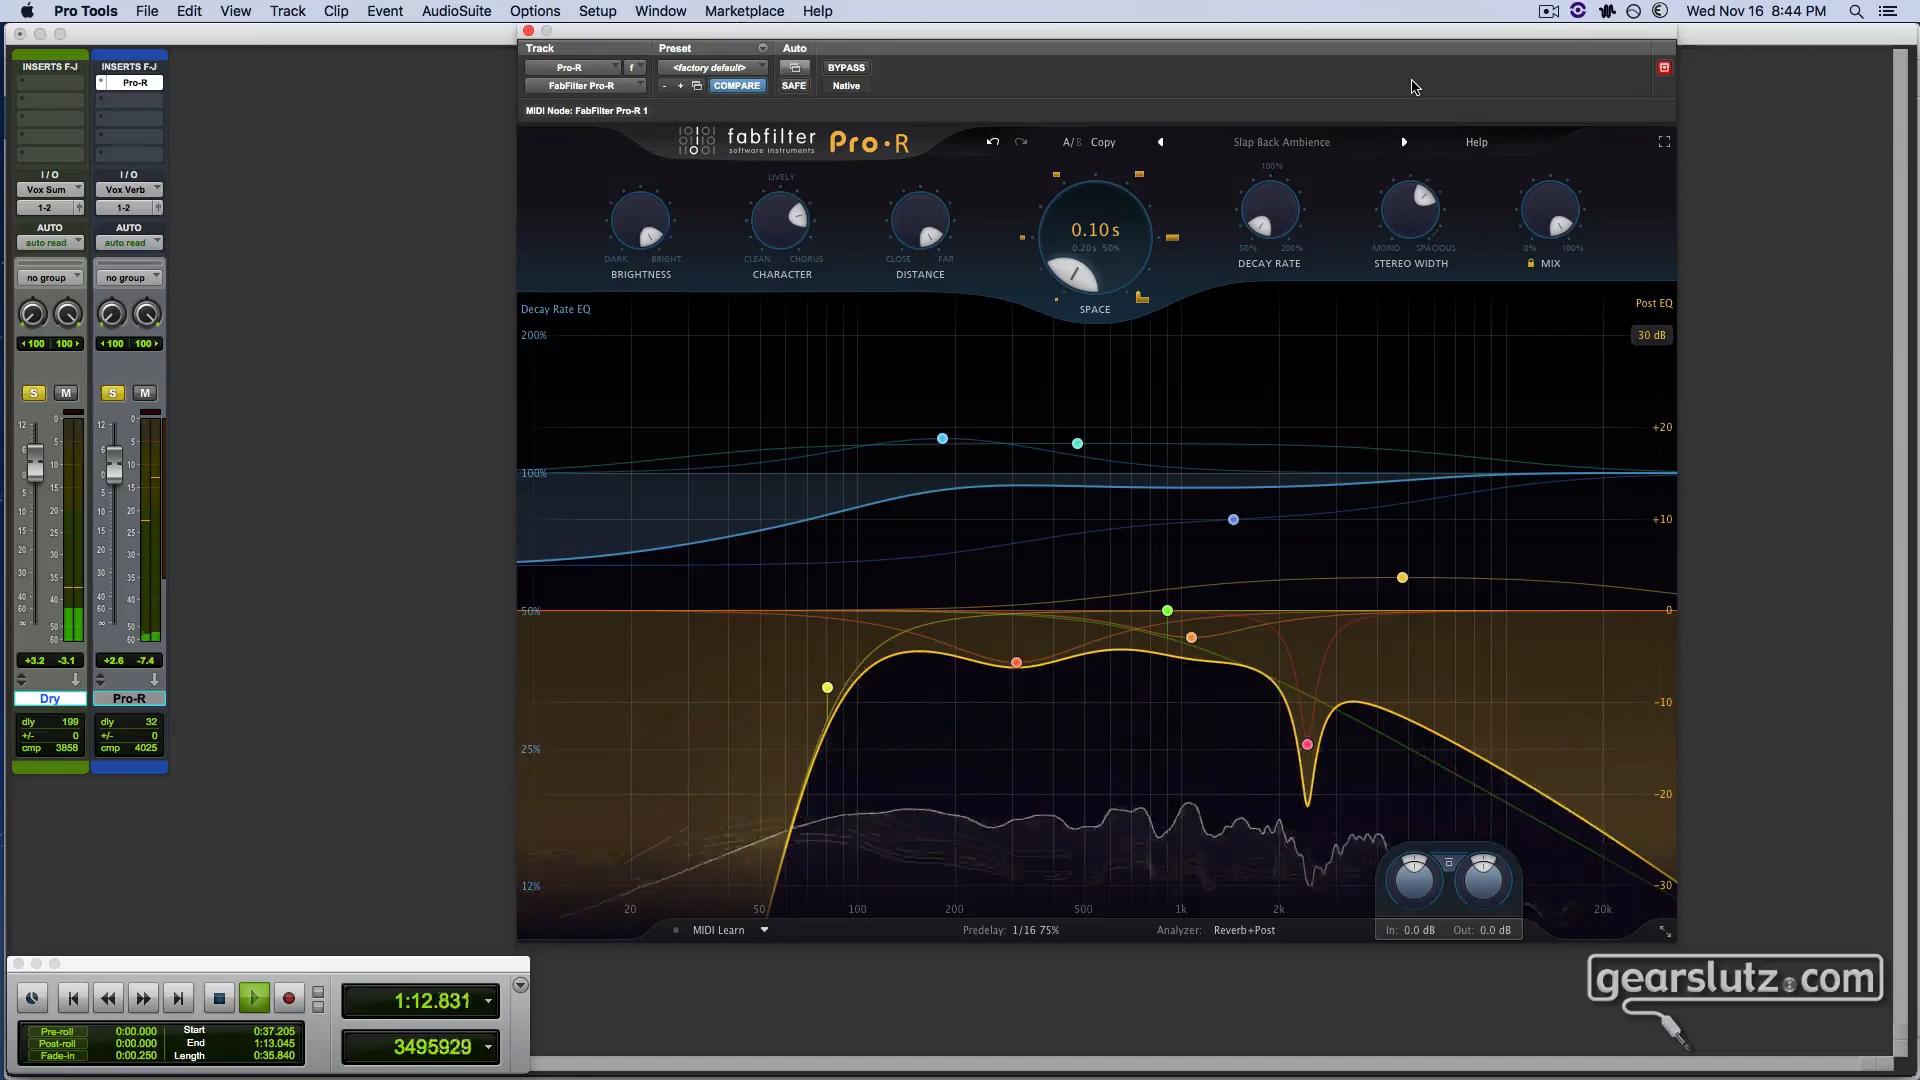 Pro Tools File Edit View Track Clip Event AudioSuite Options Setup Window Marketplace Help Wed Nov 16 8:44 PM
INSERTS F-J INSERTS F-J
Pro-R
I / O I / O
Vox Sum Vox Verb
1-2 1-2
AUTO AUTO
auto read auto read
no group no group
100 100 100 100
S M S M
+3.2 -3.1 +2.6 -7.4
Dry Pro-R
dly 199 dly 32
+/- 0 +/- 0
cmp 3858 cmp 4025
Track Preset Auto
Pro-R f <factory default> BYPASS
FabFilter Pro-R - + COMPARE SAFE Native
MIDI Node: FabFilter Pro-R 1
fabfilter Pro·R
software instruments
A/B Copy Slap Back Ambience Help
LIVELY 100%
0.10 s
0.20s 50%
DARK BRIGHT CLEAN CHORUS CLOSE FAR 50% 200% MONO SPACIOUS 0% 100%
BRIGHTNESS CHARACTER DISTANCE DECAY RATE STEREO WIDTH MIX
SPACE
Decay Rate EQ Post EQ
200% 30 dB
+20
100%
+10
50% 0
-10
25%
-20
12% -30
20 50 100 200 500 1k 2k 20k
MIDI Learn Predelay: 1/16 75% Analyzer: Reverb+Post In: 0.0 dB Out: 0.0 dB
1:12.831
3495929
Pre-roll 0:00.000 Start 0:37.205
Post-roll 0:00.000 End 1:13.045
Fade-in 0:00.250 Length 0:35.840
gearslutz.com